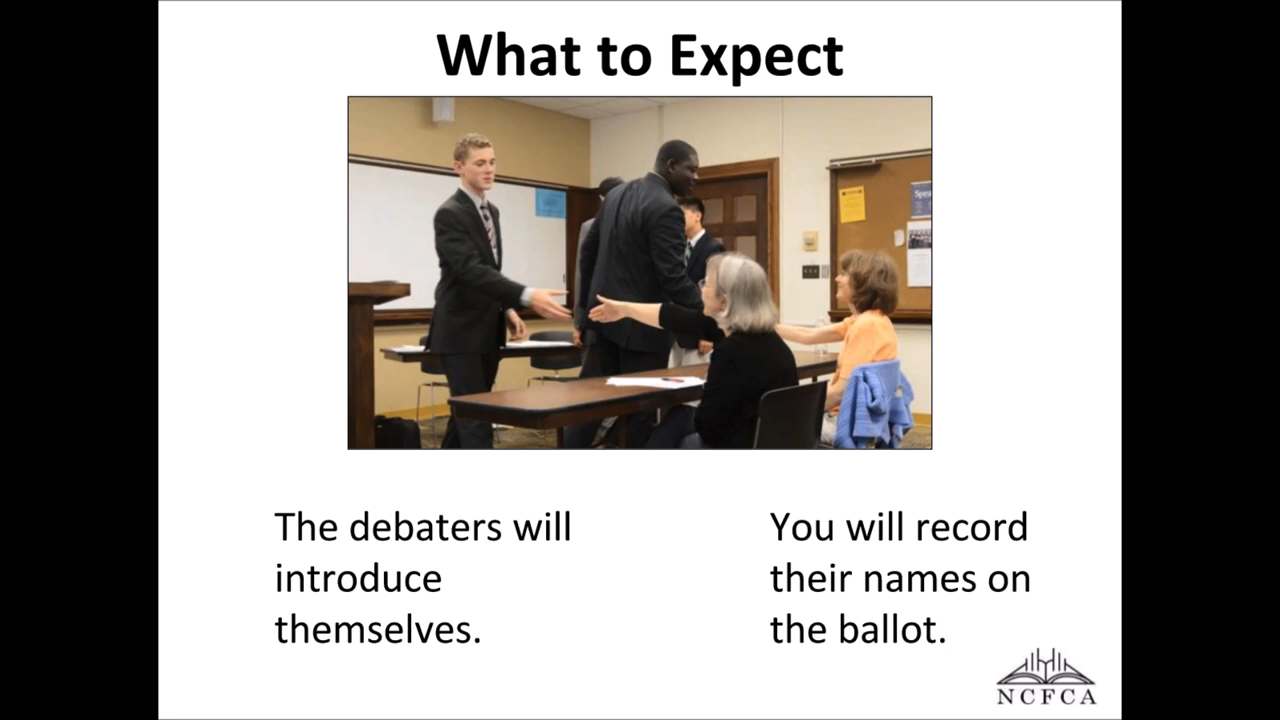 What to Expect
The debaters will
introduce
themselves.
You will record
their names on
the ballot.
NCFCA